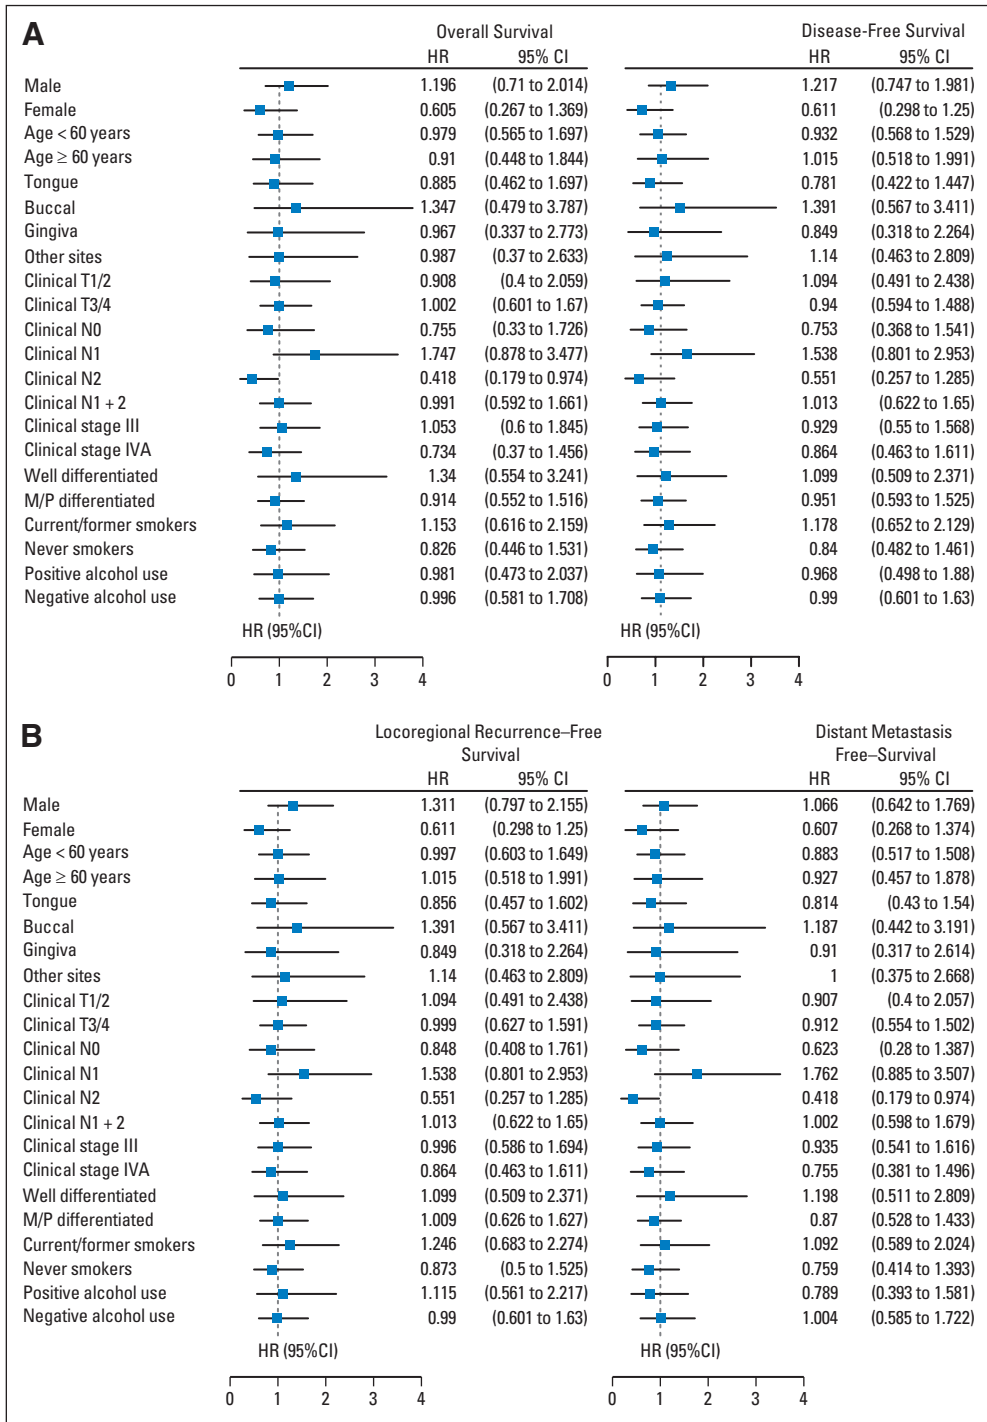 A
Overall Survival Disease-Free Survival
HR 95% CI HR 95% CI
Male 1.196 (0.71 to 2.014) 1.217 (0.747 to 1.981)
Female 0.605 (0.267 to 1.369) 0.611 (0.298 to 1.25)
Age < 60 years 0.979 (0.565 to 1.697) 0.932 (0.568 to 1.529)
Age ≥ 60 years 0.91 (0.448 to 1.844) 1.015 (0.518 to 1.991)
Tongue 0.885 (0.462 to 1.697) 0.781 (0.422 to 1.447)
Buccal 1.347 (0.479 to 3.787) 1.391 (0.567 to 3.411)
Gingiva 0.967 (0.337 to 2.773) 0.849 (0.318 to 2.264)
Other sites 0.987 (0.37 to 2.633) 1.14 (0.463 to 2.809)
Clinical T1/2 0.908 (0.4 to 2.059) 1.094 (0.491 to 2.438)
Clinical T3/4 1.002 (0.601 to 1.67) 0.94 (0.594 to 1.488)
Clinical N0 0.755 (0.33 to 1.726) 0.753 (0.368 to 1.541)
Clinical N1 1.747 (0.878 to 3.477) 1.538 (0.801 to 2.953)
Clinical N2 0.418 (0.179 to 0.974) 0.551 (0.257 to 1.285)
Clinical N1 + 2 0.991 (0.592 to 1.661) 1.013 (0.622 to 1.65)
Clinical stage III 1.053 (0.6 to 1.845) 0.929 (0.55 to 1.568)
Clinical stage IVA 0.734 (0.37 to 1.456) 0.864 (0.463 to 1.611)
Well differentiated 1.34 (0.554 to 3.241) 1.099 (0.509 to 2.371)
M/P differentiated 0.914 (0.552 to 1.516) 0.951 (0.593 to 1.525)
Current/former smokers 1.153 (0.616 to 2.159) 1.178 (0.652 to 2.129)
Never smokers 0.826 (0.446 to 1.531) 0.84 (0.482 to 1.461)
Positive alcohol use 0.981 (0.473 to 2.037) 0.968 (0.498 to 1.88)
Negative alcohol use 0.996 (0.581 to 1.708) 0.99 (0.601 to 1.63)
HR (95%CI) HR (95%CI)
0 1 2 3 4 0 1 2 3 4
B
Locoregional Recurrence–Free Distant Metastasis
Survival Free–Survival
HR 95% CI HR 95% CI
Male 1.311 (0.797 to 2.155) 1.066 (0.642 to 1.769)
Female 0.611 (0.298 to 1.25) 0.607 (0.268 to 1.374)
Age < 60 years 0.997 (0.603 to 1.649) 0.883 (0.517 to 1.508)
Age ≥ 60 years 1.015 (0.518 to 1.991) 0.927 (0.457 to 1.878)
Tongue 0.856 (0.457 to 1.602) 0.814 (0.43 to 1.54)
Buccal 1.391 (0.567 to 3.411) 1.187 (0.442 to 3.191)
Gingiva 0.849 (0.318 to 2.264) 0.91 (0.317 to 2.614)
Other sites 1.14 (0.463 to 2.809) 1 (0.375 to 2.668)
Clinical T1/2 1.094 (0.491 to 2.438) 0.907 (0.4 to 2.057)
Clinical T3/4 0.999 (0.627 to 1.591) 0.912 (0.554 to 1.502)
Clinical N0 0.848 (0.408 to 1.761) 0.623 (0.28 to 1.387)
Clinical N1 1.538 (0.801 to 2.953) 1.762 (0.885 to 3.507)
Clinical N2 0.551 (0.257 to 1.285) 0.418 (0.179 to 0.974)
Clinical N1 + 2 1.013 (0.622 to 1.65) 1.002 (0.598 to 1.679)
Clinical stage III 0.996 (0.586 to 1.694) 0.935 (0.541 to 1.616)
Clinical stage IVA 0.864 (0.463 to 1.611) 0.755 (0.381 to 1.496)
Well differentiated 1.099 (0.509 to 2.371) 1.198 (0.511 to 2.809)
M/P differentiated 1.009 (0.626 to 1.627) 0.87 (0.528 to 1.433)
Current/former smokers 1.246 (0.683 to 2.274) 1.092 (0.589 to 2.024)
Never smokers 0.873 (0.5 to 1.525) 0.759 (0.414 to 1.393)
Positive alcohol use 1.115 (0.561 to 2.217) 0.789 (0.393 to 1.581)
Negative alcohol use 0.99 (0.601 to 1.63) 1.004 (0.585 to 1.722)
HR (95%CI) HR (95%CI)
0 1 2 3 4 0 1 2 3 4